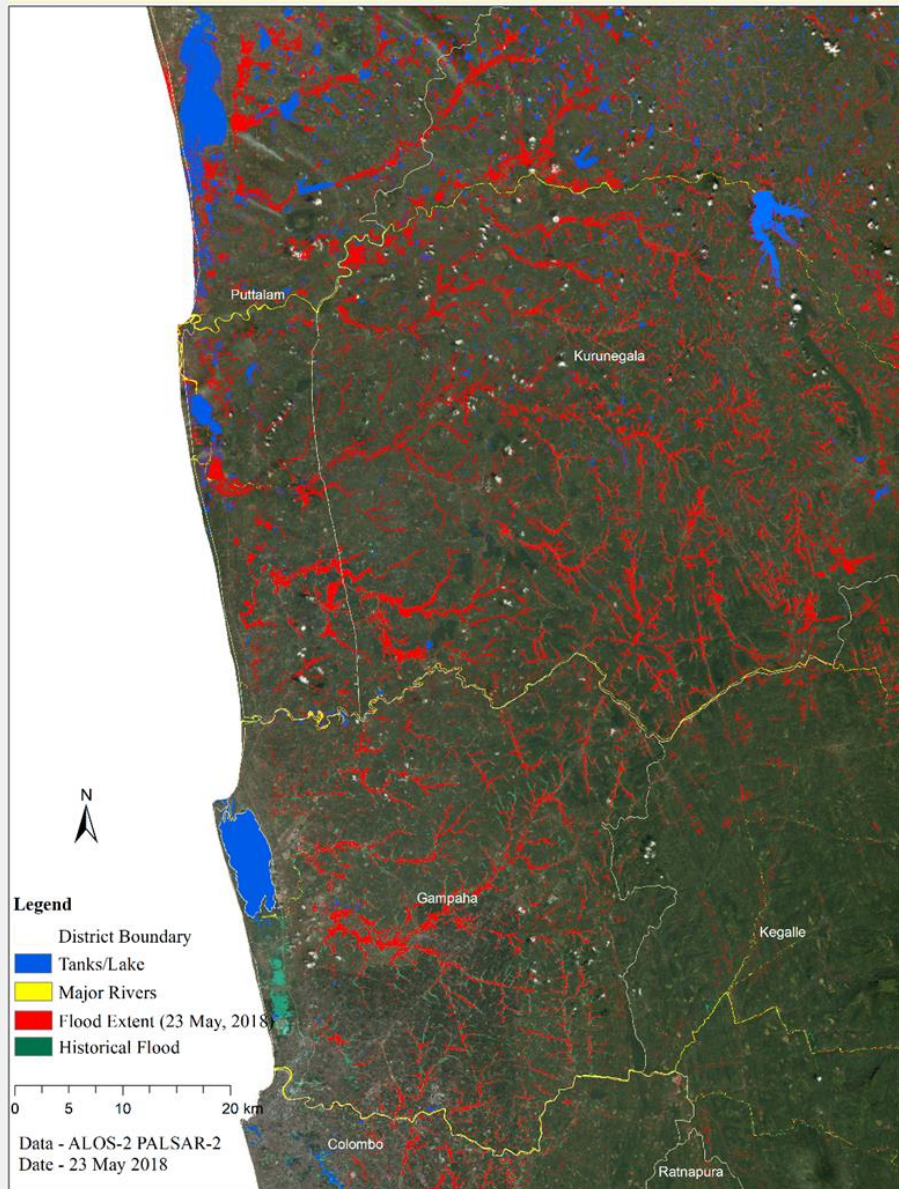 Puttalam
Kurunegala
N
Gampaha
Kegalle
Legend
District Boundary
Tanks/Lake
Major Rivers
Flood Extent (23 May, 2018)
Historical Flood
0 5 10 20 km
Data - ALOS-2 PALSAR-2
Date - 23 May 2018
Colombo
Ratnapura